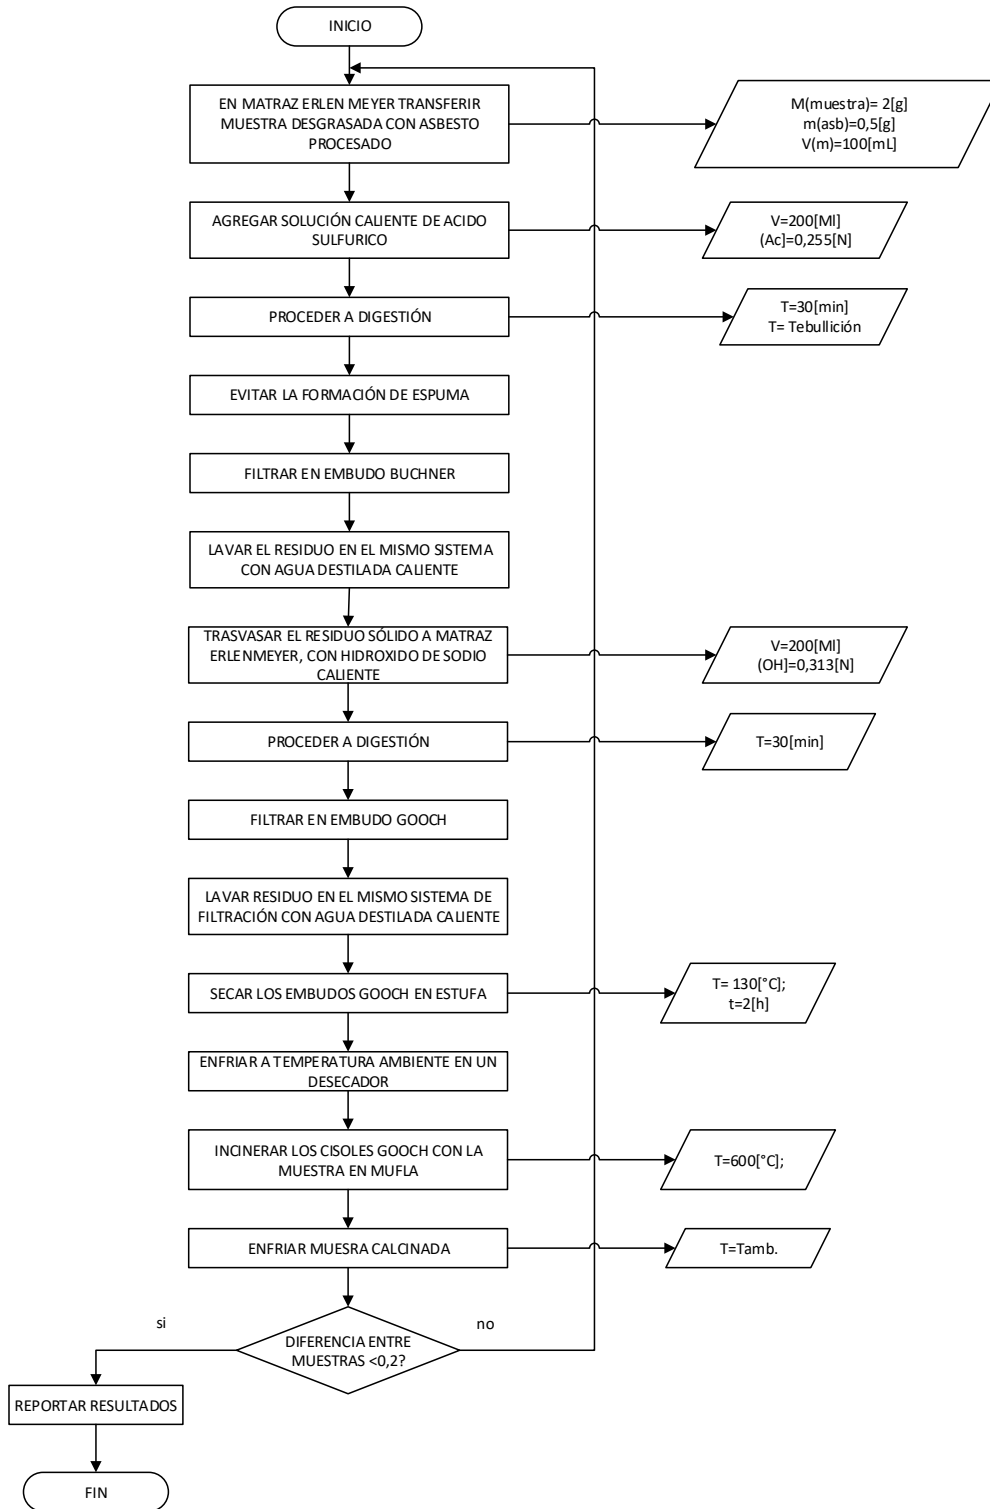 INICIO
EN MATRAZ ERLEN MEYER TRANSFERIR
MUESTRA DESGRASADA CON ASBESTO
PROCESADO
M(muestra)= 2[g]
m(asb)=0,5[g]
V(m)=100[mL]
AGREGAR SOLUCIÓN CALIENTE DE ACIDO
SULFURICO
V=200[Ml]
(Ac]=0,255[N]
PROCEDER A DIGESTIÓN
T=30[min]
T= Tebullición
EVITAR LA FORMACIÓN DE ESPUMA
FILTRAR EN EMBUDO BUCHNER
LAVAR EL RESIDUO EN EL MISMO SISTEMA
CON AGUA DESTILADA CALIENTE
TRASVASAR EL RESIDUO SÓLIDO A MATRAZ
ERLENMEYER, CON HIDROXIDO DE SODIO
CALIENTE
V=200[Ml]
(OH]=0,313[N]
PROCEDER A DIGESTIÓN
T=30[min]
FILTRAR EN EMBUDO GOOCH
LAVAR RESIDUO EN EL MISMO SISTEMA DE
FILTRACIÓN CON AGUA DESTILADA CALIENTE
SECAR LOS EMBUDOS GOOCH EN ESTUFA
T= 130[°C];
t=2[h]
ENFRIAR A TEMPERATURA AMBIENTE EN UN
DESECADOR
INCINERAR LOS CISOLES GOOCH CON LA
MUESTRA EN MUFLA
T=600[°C];
ENFRIAR MUESRA CALCINADA
T=Tamb.
si
no
DIFERENCIA ENTRE
MUESTRAS <0,2?
REPORTAR RESULTADOS
FIN